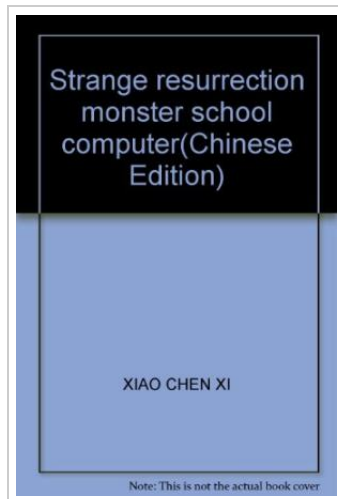 Strange resurrection
monster school
computer(Chinese
Edition)
XIAO CHEN XI
Note: This is not the actual book cover